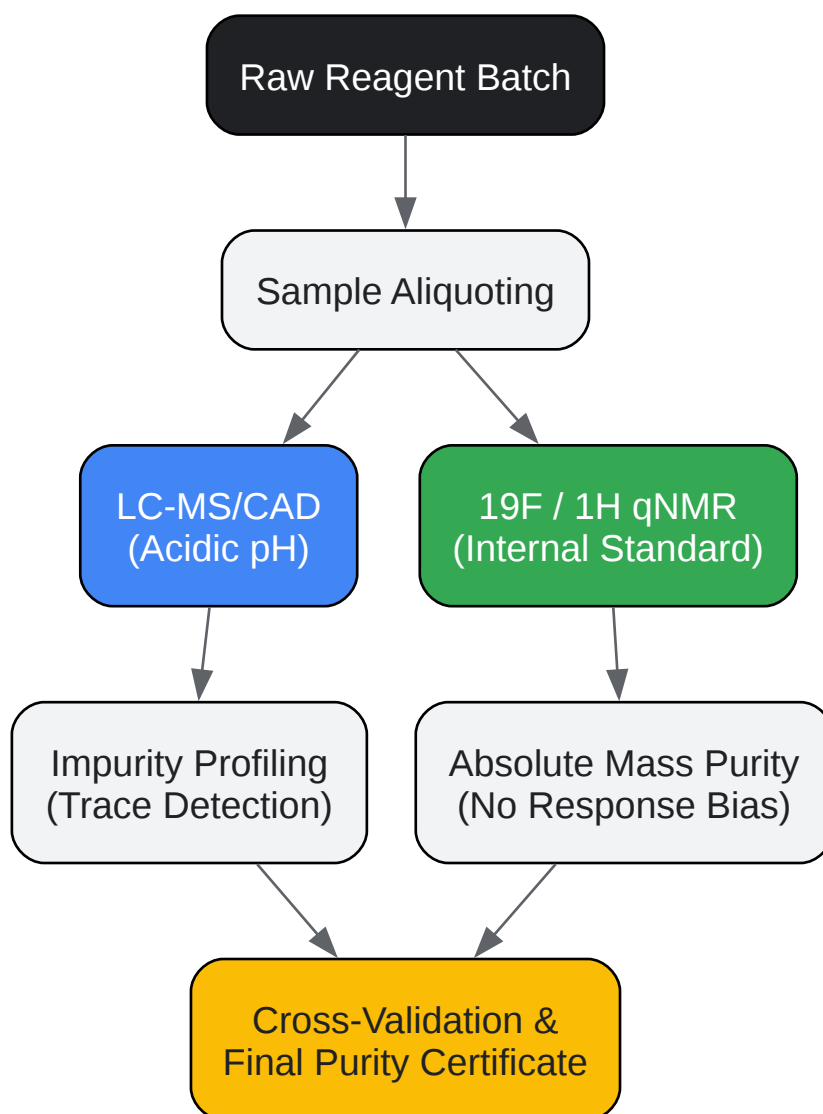 Raw Reagent Batch
Sample Aliquoting
LC-MS/CAD
(Acidic pH)
19F / 1H qNMR
(Internal Standard)
Impurity Profiling
(Trace Detection)
Absolute Mass Purity
(No Response Bias)
Cross-Validation &
Final Purity Certificate